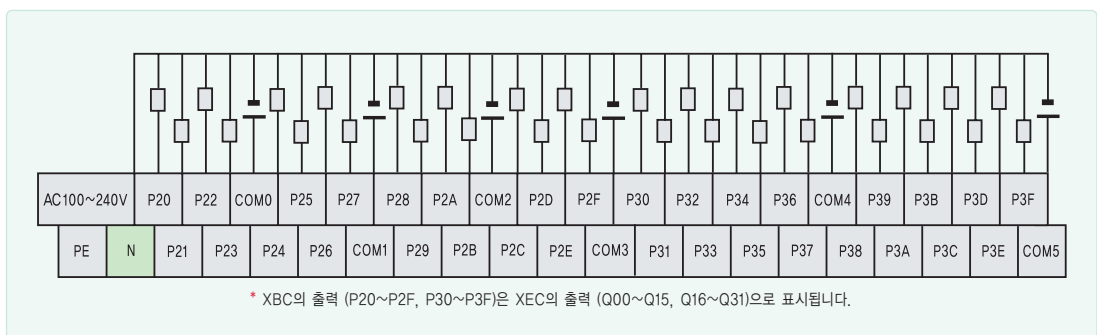 AC100~240V P20 P22 COM0 P25 P27 P28 P2A COM2 P2D P2F P30 P32 P34 P36 COM4 P39 P3B P3D P3F
PE N P21 P23 P24 P26 COM1 P29 P2B P2C P2E COM3 P31 P33 P35 P37 P38 P3A P3C P3E COM5
* XBC의 출력 (P20~P2F, P30~P3F)은 XEC의 출력 (Q00~Q15, Q16~Q31)으로 표시됩니다.